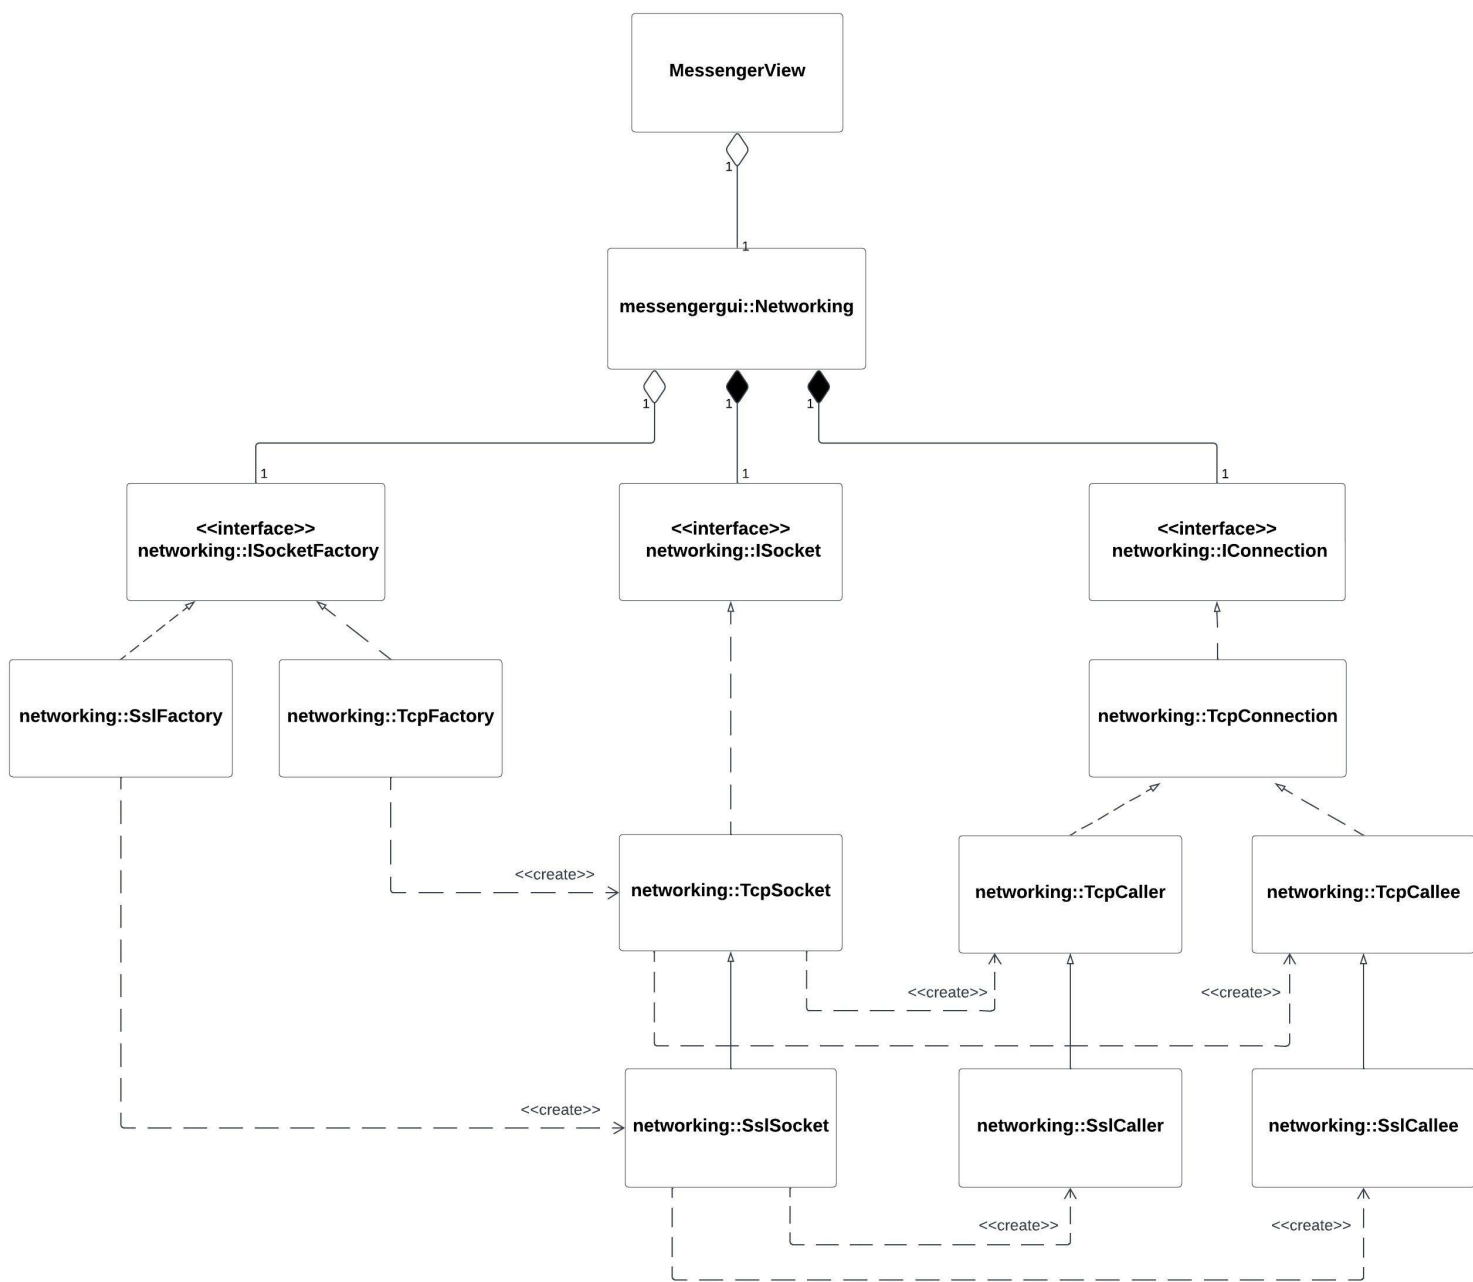 MessengerView
1
1
messengergui::Networking
1
1
1
1
1
1
<<interface>>
networking::ISocketFactory
<<interface>>
networking::ISocket
<<interface>>
networking::IConnection
networking::SslFactory
networking::TcpFactory
networking::TcpConnection
<<create>>
networking::TcpSocket
networking::TcpCaller
networking::TcpCallee
<<create>>
<<create>>
<<create>>
networking::SslSocket
networking::SslCaller
networking::SslCallee
<<create>>
<<create>>